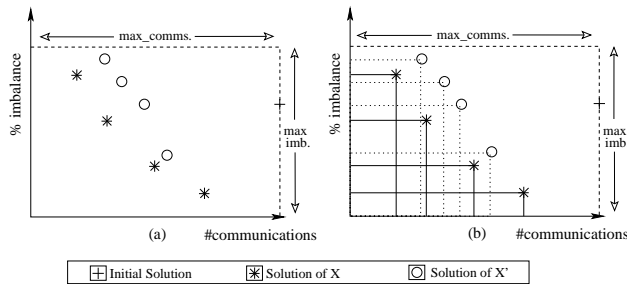 max_comms.
% imbalance
max
imb.
(a)
#communications
max_comms.
% imbalance
max
imb.
(b)
#communications
Initial Solution
Solution of X
Solution of X'